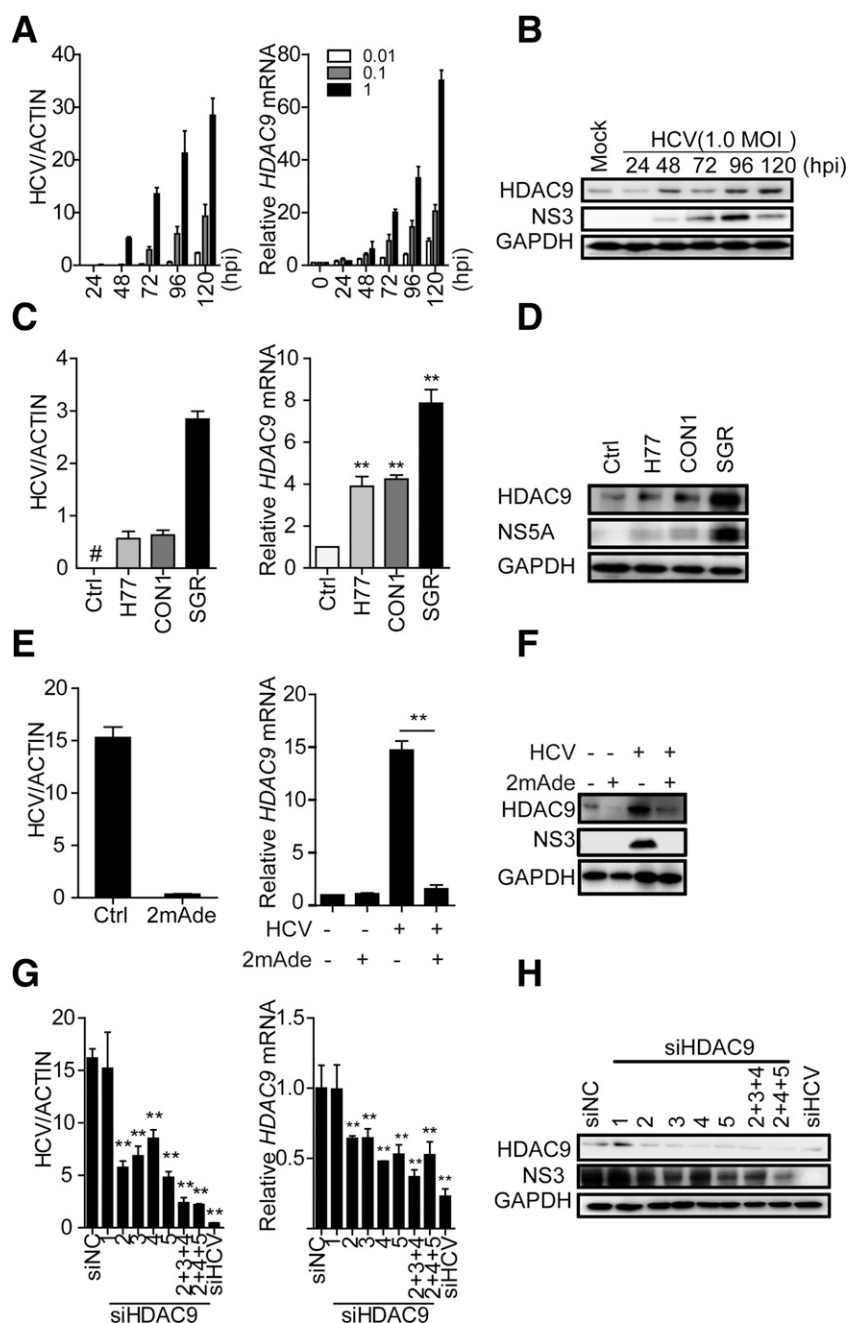 A
HCV/ACTIN
40
30
20
10
0
24
48
72
96
120
(hpi)
Relative HDAC9 mRNA
80
60
40
20
0
0.01
0.1
1
0
24
48
72
96
120
(hpi)
B
Mock
HCV(1.0 MOI)
24 48 72 96 120 (hpi)
HDAC9
NS3
GAPDH
C
HCV/ACTIN
4
3
2
1
0
#
Ctrl
H77
CON1
SGR
Relative HDAC9 mRNA
10
8
6
4
2
0
** ** **
Ctrl
H77
CON1
SGR
D
Ctrl
H77
CON1
SGR
HDAC9
NS5A
GAPDH
E
HCV/ACTIN
20
15
10
5
0
Ctrl 2mAde
Relative HDAC9 mRNA
20
15
10
5
0
**
HCV - - + +
2mAde - + - +
F
HCV - - + +
2mAde - + - +
HDAC9
NS3
GAPDH
G
HCV/ACTIN
20
15
10
5
0
** ** ** ** ** ** **
siNC
1
2
3
4
5
2+3+4
2+4+5
siHCV
siHDAC9
Relative HDAC9 mRNA
1.5
1.0
0.5
0.0
** ** ** ** ** ** **
siNC
1
2
3
4
5
2+3+4
2+4+5
siHCV
siHDAC9
H
siHDAC9
siNC
1
2
3
4
5
2+3+4
2+4+5
siHCV
HDAC9
NS3
GAPDH